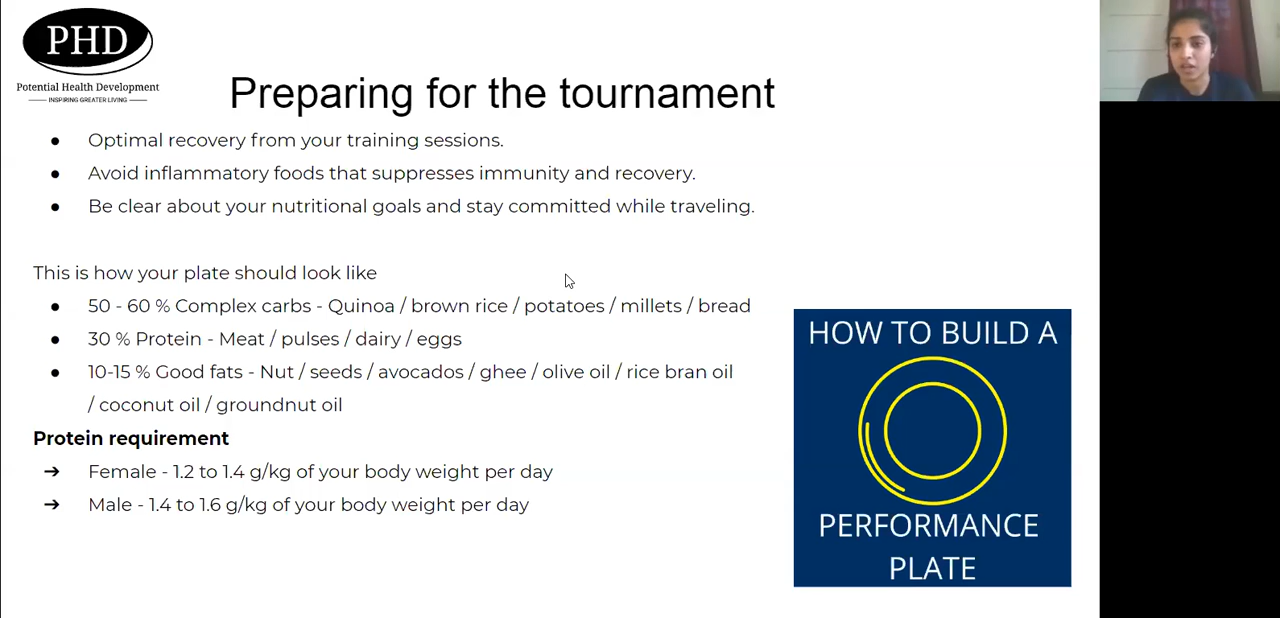 PHD
Potential Health Development
INSPIRING GREATER LIVING
Preparing for the tournament
● Optimal recovery from your training sessions.
● Avoid inflammatory foods that suppresses immunity and recovery.
● Be clear about your nutritional goals and stay committed while traveling.
This is how your plate should look like
● 50 - 60 % Complex carbs - Quinoa / brown rice / potatoes / millets / bread
● 30 % Protein - Meat / pulses / dairy / eggs
● 10-15 % Good fats - Nut / seeds / avocados / ghee / olive oil / rice bran oil
/ coconut oil / groundnut oil
Protein requirement
➔ Female - 1.2 to 1.4 g/kg of your body weight per day
➔ Male - 1.4 to 1.6 g/kg of your body weight per day
HOW TO BUILD A
PERFORMANCE
PLATE